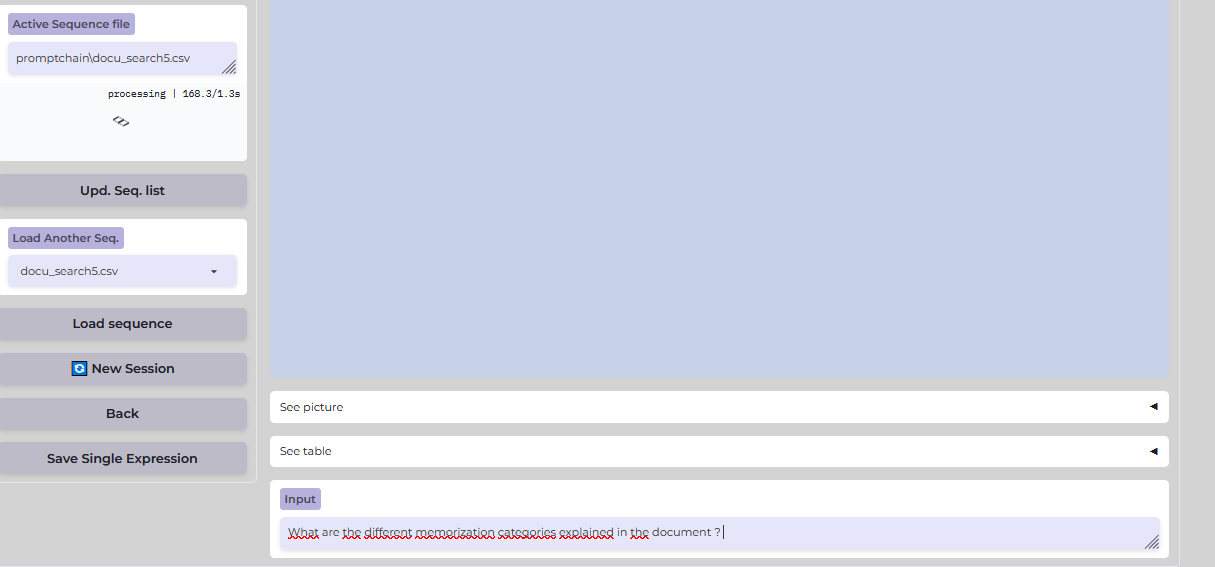 Active Sequence file
promptchain\docu_search5.csv
processing | 168.3/1.3s
Upd. Seq. list
Load Another Seq.
docu_search5.csv
Load sequence
New Session
Back
Save Single Expression
See picture
See table
Input
What are the different memorization categories explained in the document ?